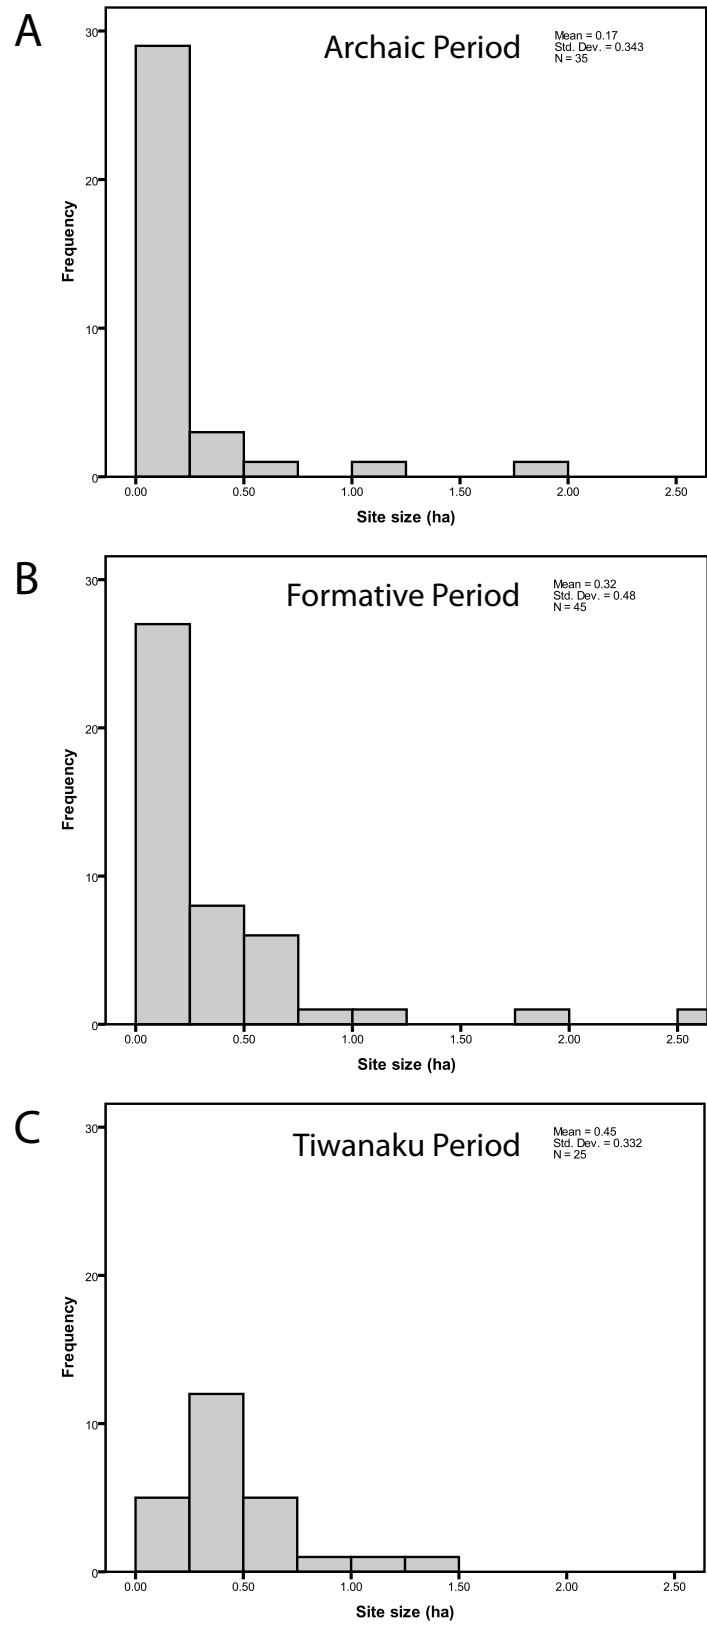 A
Archaic Period
Mean = 0.17
Std. Dev. = 0.343
N = 35
30
20
10
0
Frequency
0.00 0.50 1.00 1.50 2.00 2.50
Site size (ha)
B
Formative Period
Mean = 0.32
Std. Dev. = 0.48
N = 45
30
20
10
0
Frequency
0.00 0.50 1.00 1.50 2.00 2.50
Site size (ha)
C
Tiwanaku Period
Mean = 0.45
Std. Dev. = 0.332
N = 25
30
20
10
0
Frequency
0.00 0.50 1.00 1.50 2.00 2.50
Site size (ha)